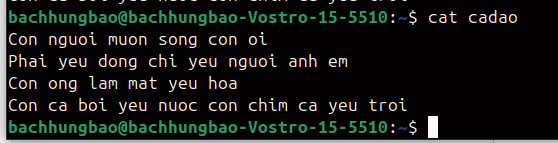 bachhungbao@bachhungbao-Vostro-15-5510:~$ cat cadao
Con nguoi muon song con oi
Phai yeu dong chi yeu nguoi anh em
Con ong lam mat yeu hoa
Con ca boi yeu nuoc con chim ca yeu troi
bachhungbao@bachhungbao-Vostro-15-5510:~$